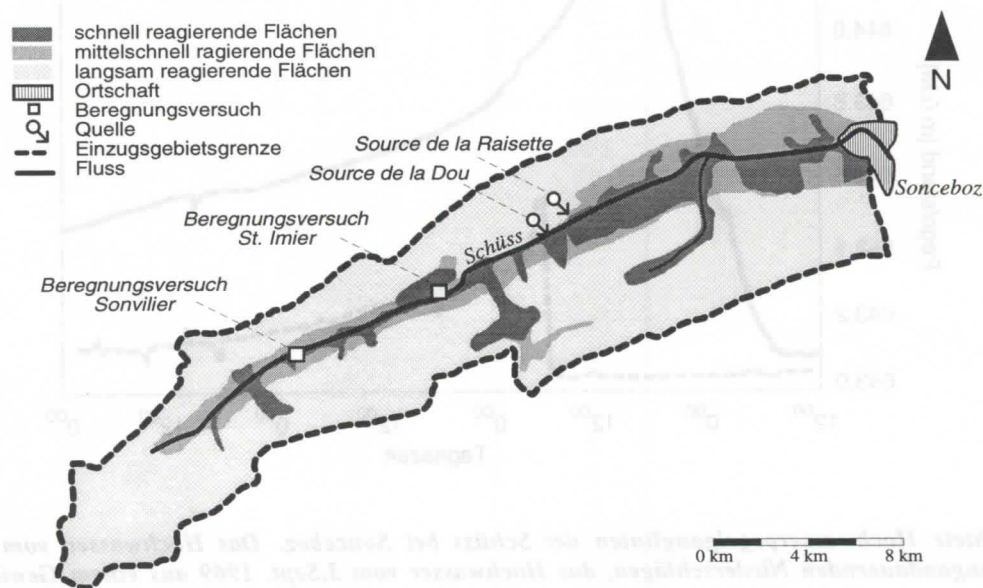 schnell reagierende Flächen
mittelschnell ragierende Flächen
langsam reagierende Flächen
Ortschaft
Beregnungsversuch
Quelle
Einzugsgebietsgrenze
Fluss
N
Source de la Raisette
Source de la Dou
Beregnungsversuch
St. Imier
Beregnungsversuch
Sonvilier
Schüss
Sonceboz
0 km 4 km 8 km